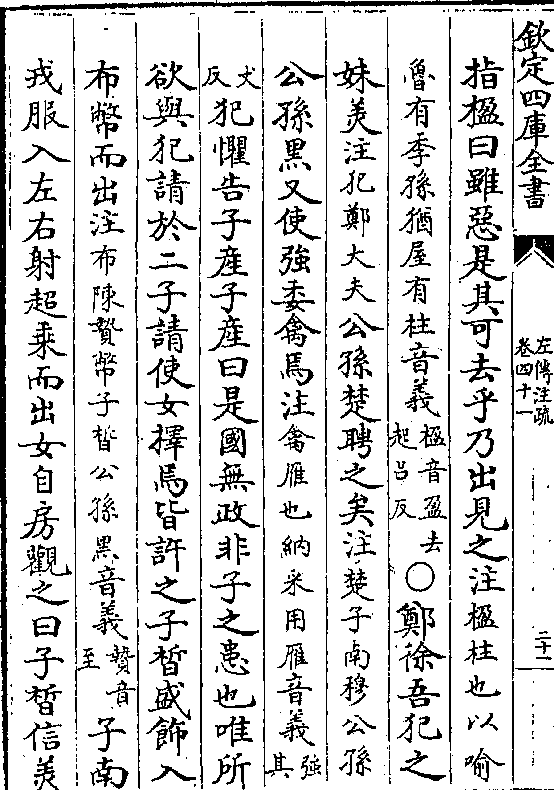 欽定四庫全書
左傳注疏
卷四十一
二十一
指楹曰雖惡是其可去乎乃出見之注楹柱也以喻
魯有季孫猶屋有柱音義楹音盈去
起呂反
○鄭徐吾犯之
妹美注犯鄭大夫公孫楚聘之矣注楚子南穆公孫
公孫黑又使強委禽焉注禽雁也納采用雁音義強
其
丈
反
犯懼告子産子産曰是國無政非子之患也唯所
欲與犯請於二子請使女擇焉皆許之子晳盛飾入
布幣而出注布陳贄幣子晳公孫黑音義贄音
至
子南
戎服入左右射超乘而出女自房觀之曰子晳信美